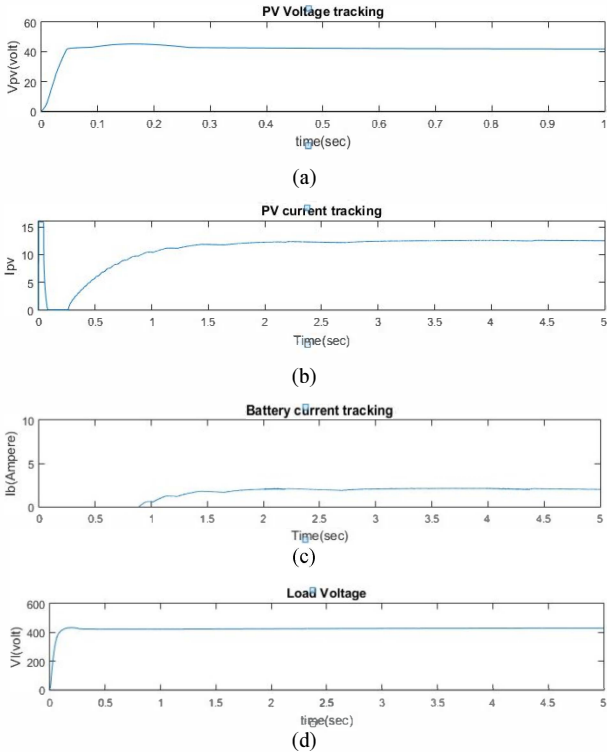 PV Voltage tracking
60
40
20
0
Vpv(volt)
0 0.1 0.2 0.3 0.4 0.5 0.6 0.7 0.8 0.9 1
time(sec)
(a)
PV current tracking
15
10
5
0
Ipv
0 0.5 1 1.5 2 2.5 3 3.5 4 4.5 5
Time(sec)
(b)
Battery current tracking
10
5
0
Ib(Ampere)
0 0.5 1 1.5 2 2.5 3 3.5 4 4.5 5
Time(sec)
(c)
Load Voltage
600
400
200
0
Vl(volt)
0 0.5 1 1.5 2 2.5 3 3.5 4 4.5 5
time(sec)
(d)